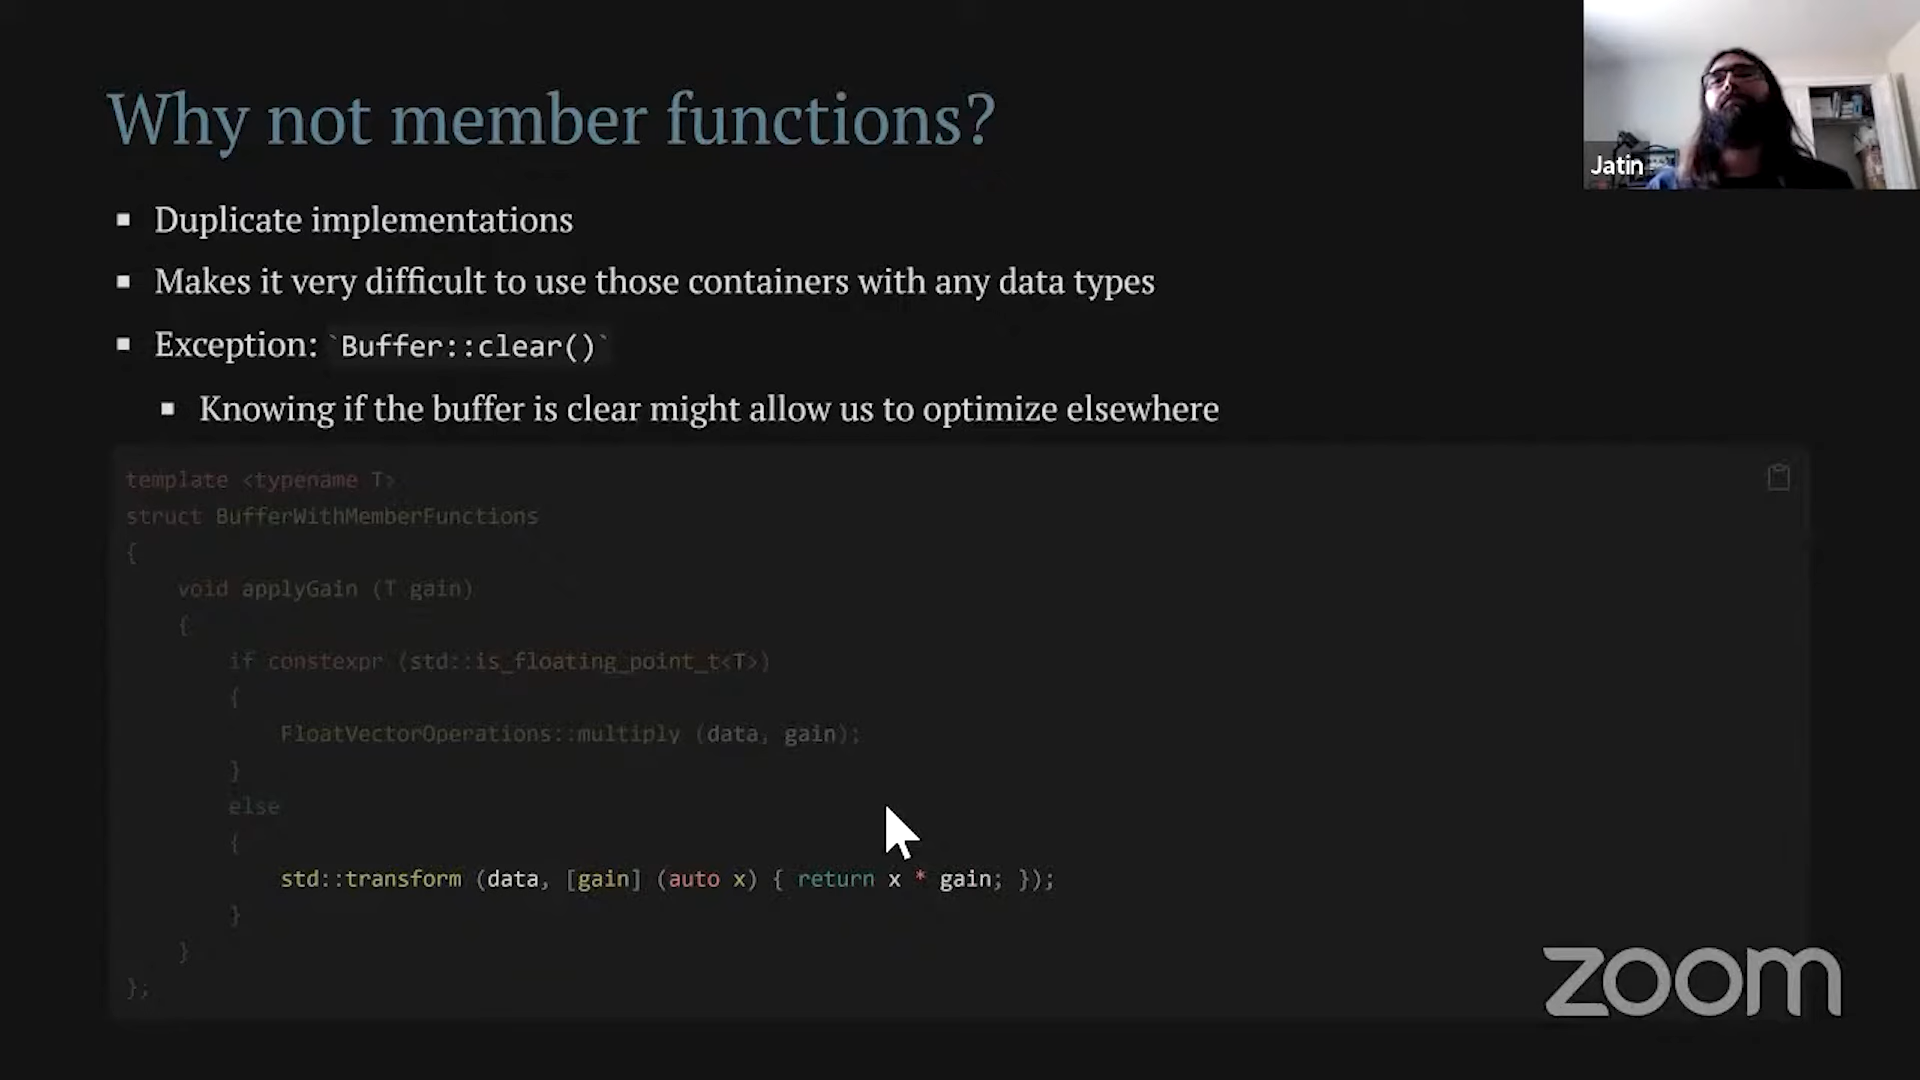 Why not member functions?
Jatin
▪ Duplicate implementations
▪ Makes it very difficult to use those containers with any data types
▪ Exception: `Buffer::clear()`
▪ Knowing if the buffer is clear might allow us to optimize elsewhere
template <typename T>
struct BufferWithMemberFunctions
{
    void applyGain (T gain)
    {
        if constexpr (std::is_floating_point_t<T>)
        {
            FloatVectorOperations::multiply (data, gain);
        }
        else
        {
            std::transform (data, [gain] (auto x) { return x * gain; });
        }
    }
};
zoom